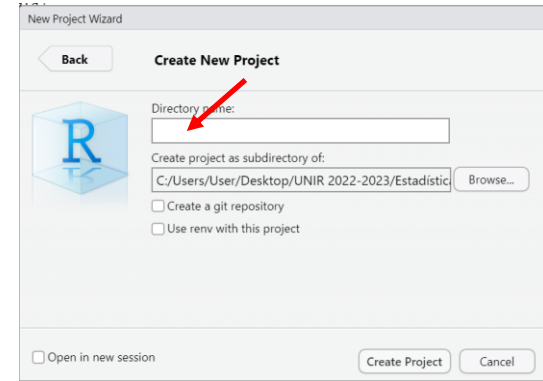 New Project Wizard
Back
Create New Project
R
Directory name:
Create project as subdirectory of:
C:/Users/User/Desktop/UNIR 2022-2023/Estadístic
Browse...
Create a git repository
Use renv with this project
Open in new session
Create Project
Cancel